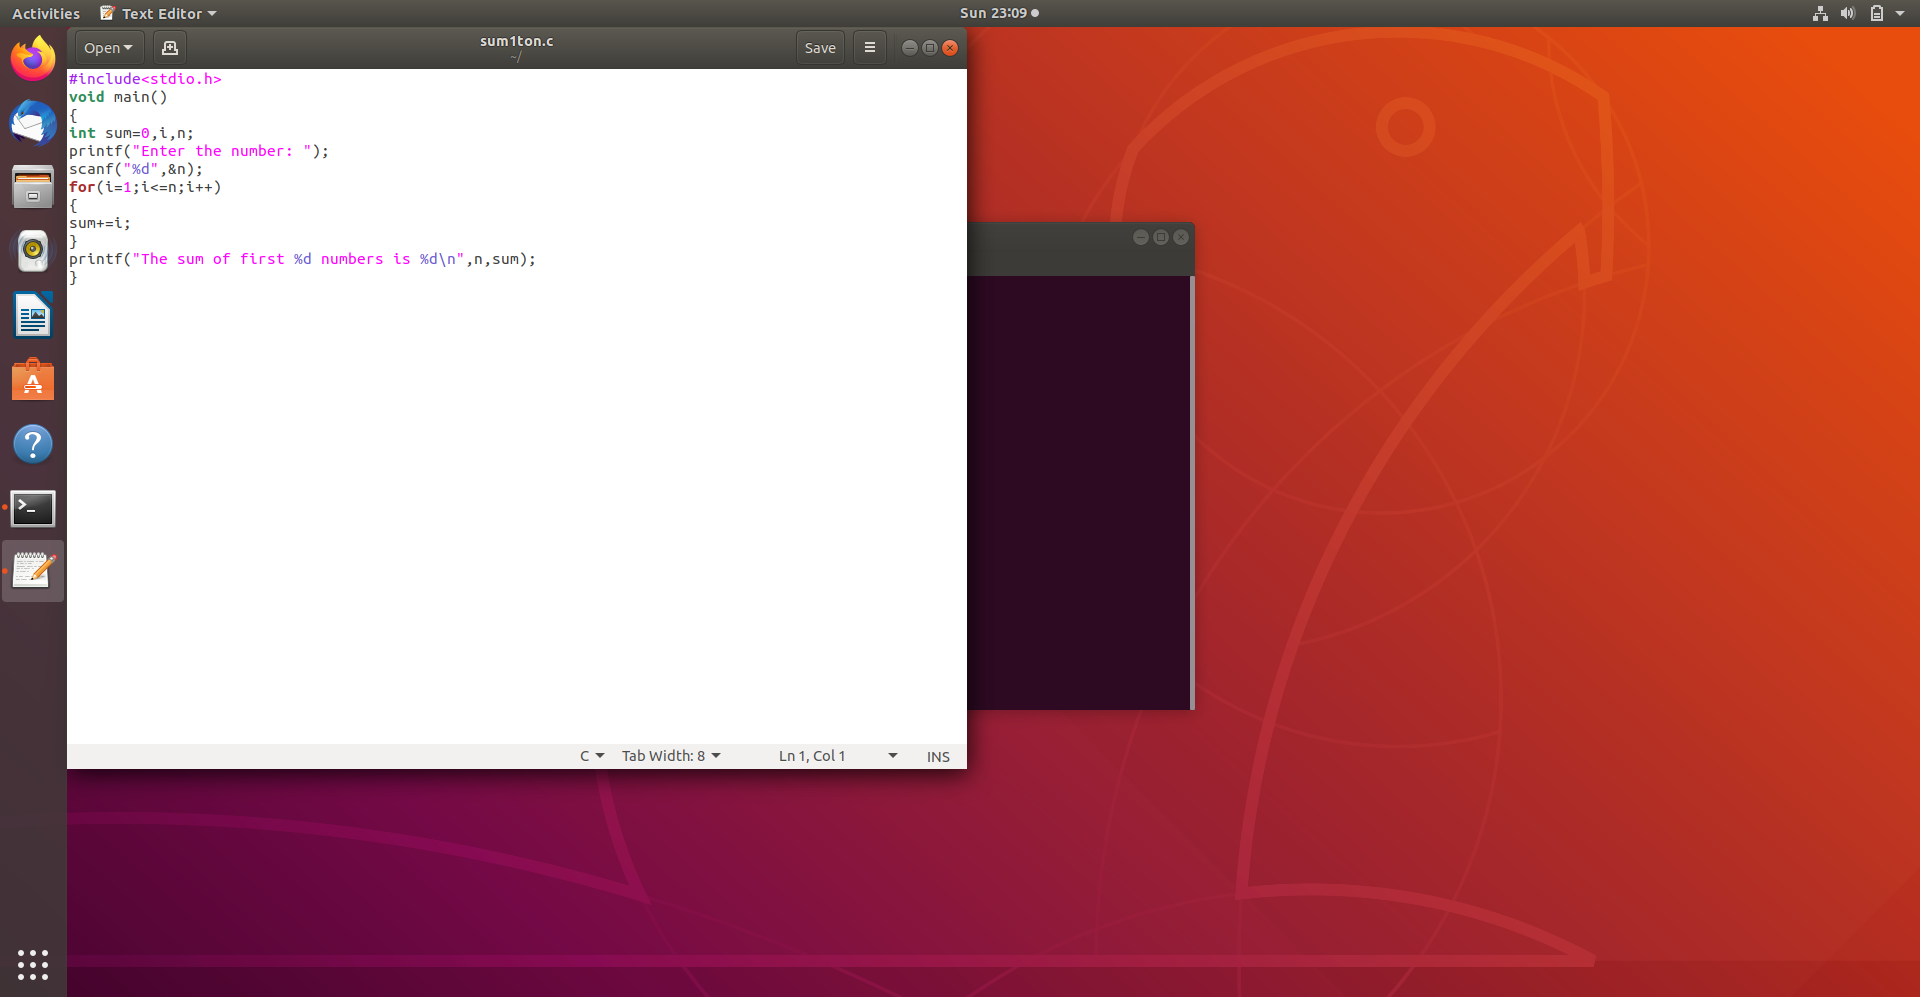 Activities Text Editor Sun 23:09
Open sum1ton.c Save
~/
#include<stdio.h>
void main()
{
int sum=0,i,n;
printf("Enter the number: ");
scanf("%d",&n);
for(i=1;i<=n;i++)
{
sum+=i;
}
printf("The sum of first %d numbers is %d\n",n,sum);
}
C Tab Width: 8 Ln 1, Col 1 INS